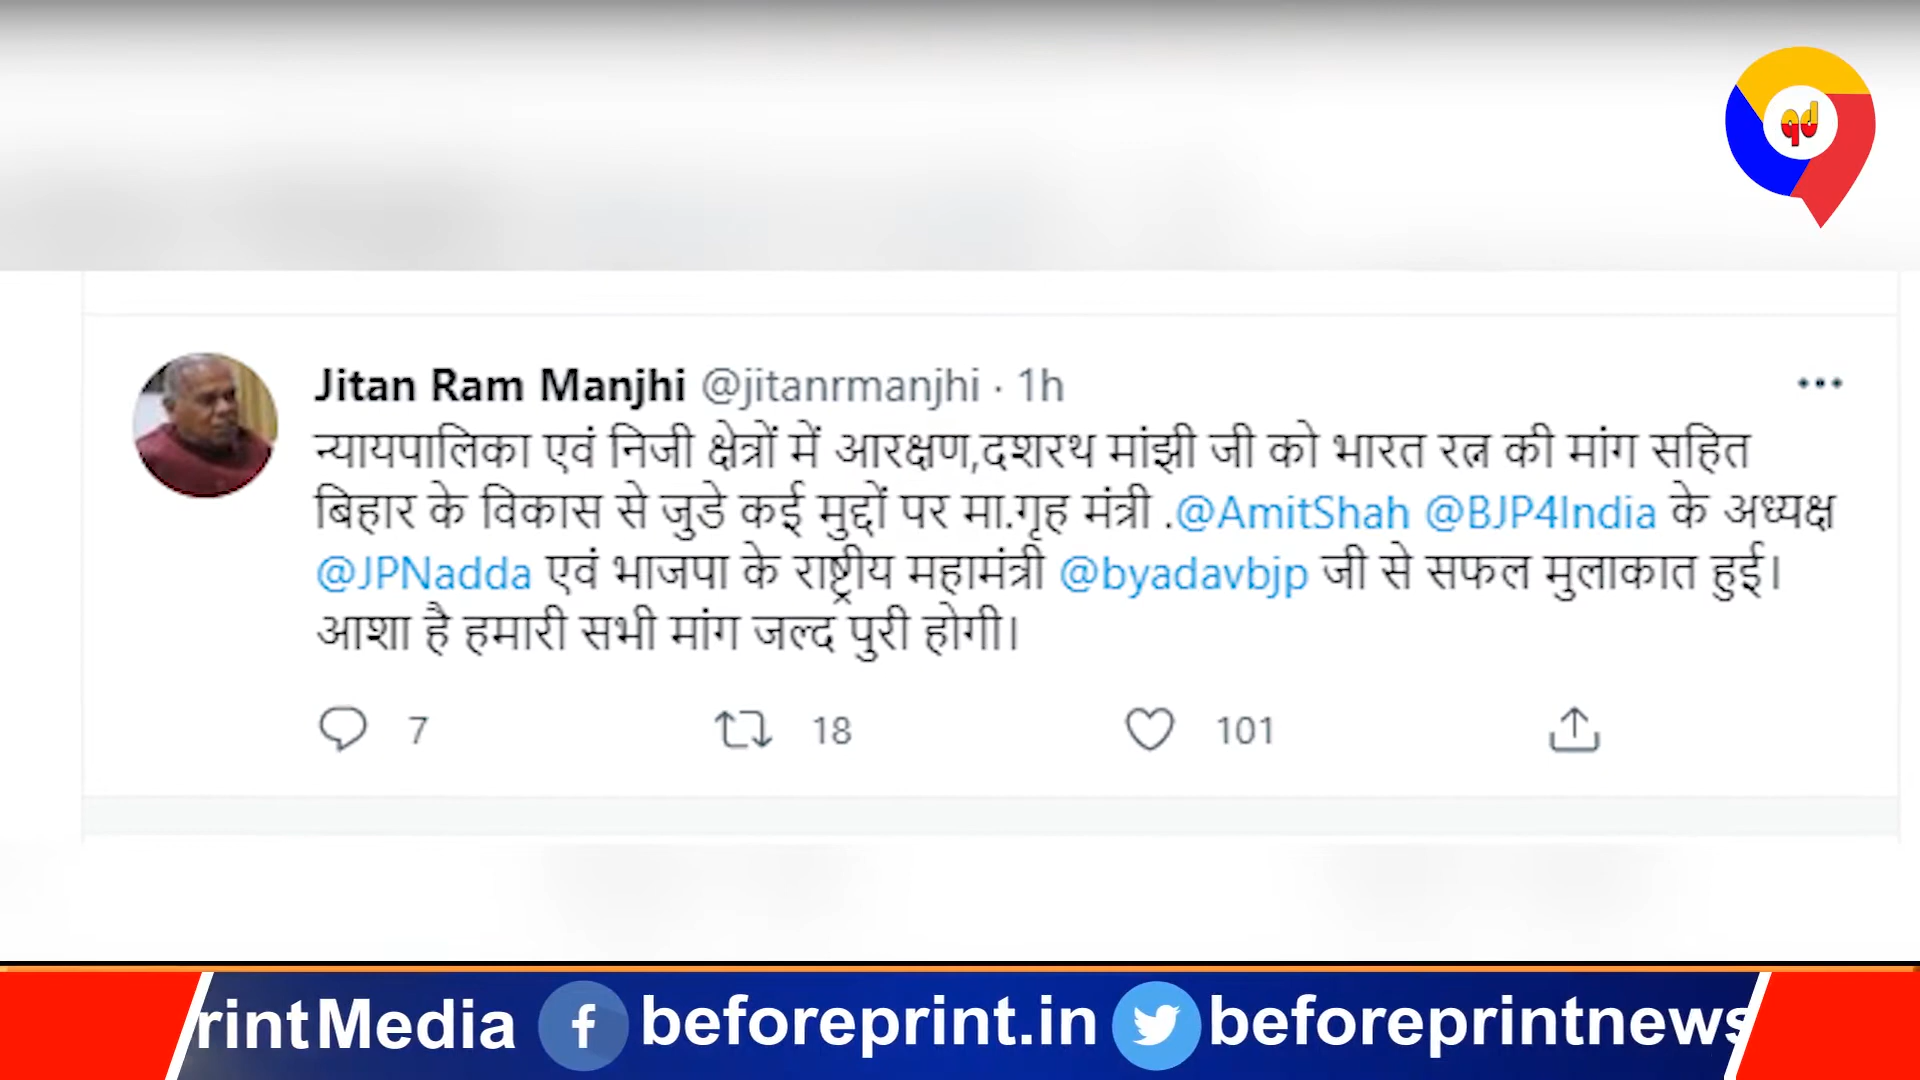 qd
Jitan Ram Manjhi @jitanrmanjhi · 1h
न्यायपालिका एवं निजी क्षेत्रों में आरक्षण,दशरथ मांझी जी को भारत रत्न की मांग सहित
बिहार के विकास से जुडे कई मुद्दों पर मा.गृह मंत्री .@AmitShah @BJP4India के अध्यक्ष
@JPNadda एवं भाजपा के राष्ट्रीय महामंत्री @byadavbjp जी से सफल मुलाकात हुई।
आशा है हमारी सभी मांग जल्द पुरी होगी।
7 18 101
rintMedia beforeprint.in beforeprintnews